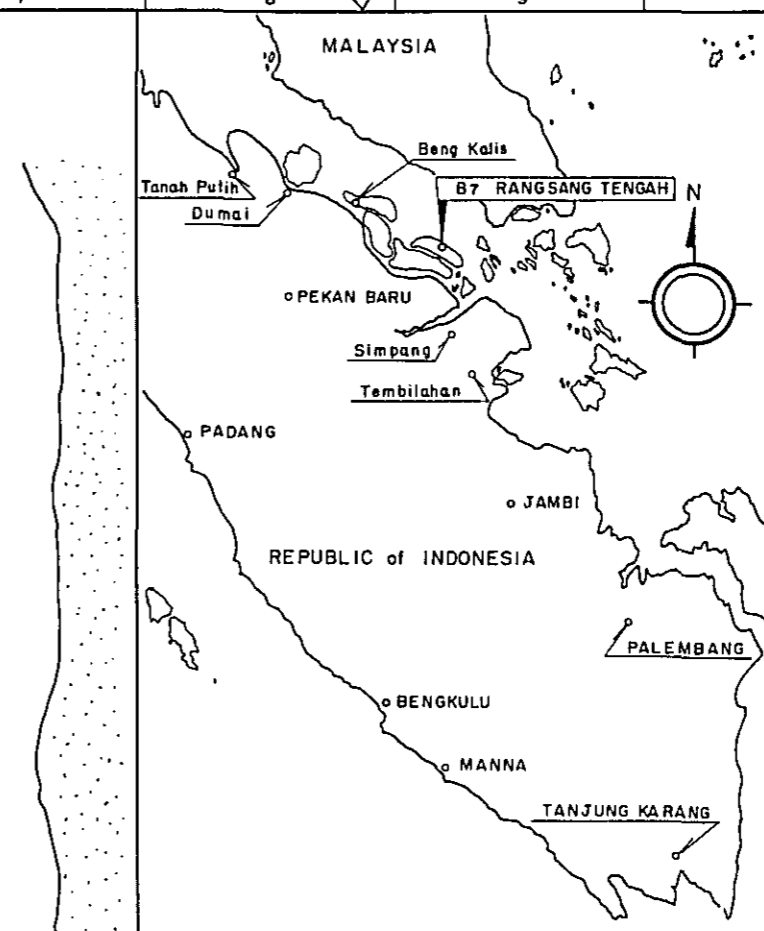 MALAYSIA
Beng Kalis
Tanah Putih
B7 RANGSANG TENGAH
Dumai
N
PEKAN BARU
Simpang
Tembilahan
PADANG
JAMBI
REPUBLIC of INDONESIA
PALEMBANG
BENGKULU
MANNA
TANJUNG KARANG